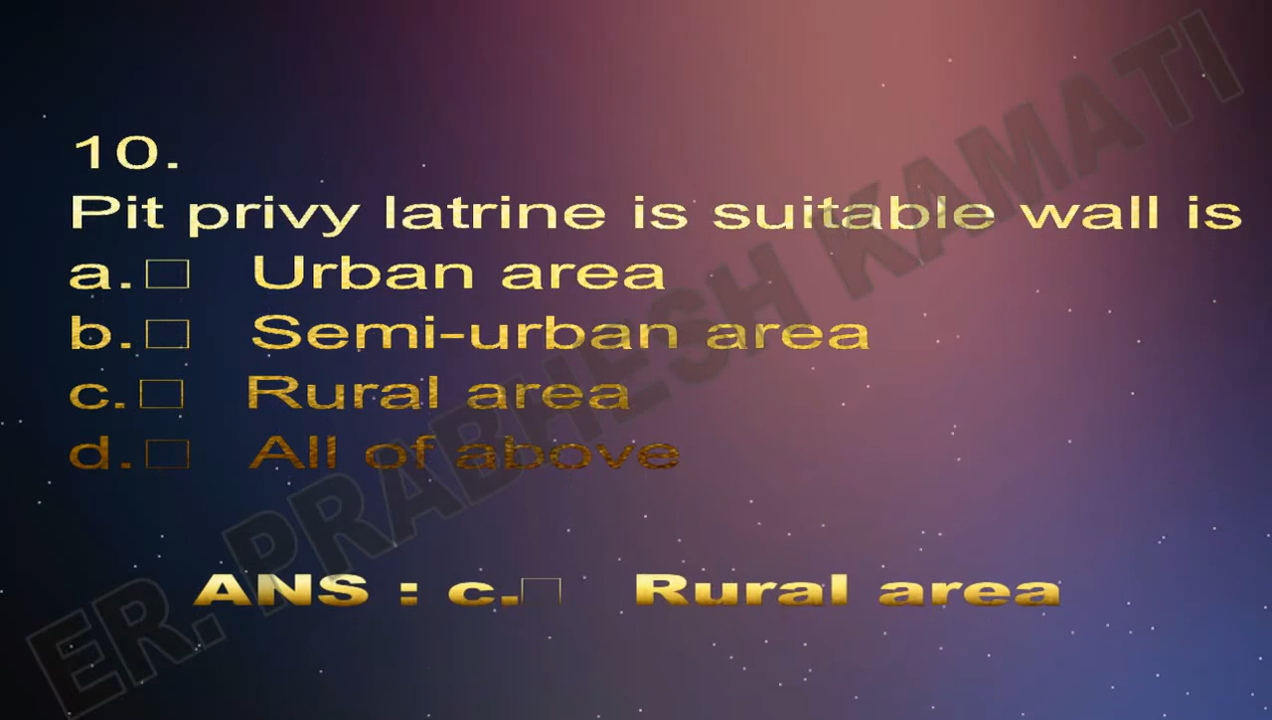 10.
Pit privy latrine is suitable wall is
a.□ Urban area
b.□ Semi-urban area
c.□ Rural area
d.□ All of above
ANS : c.□ Rural area
ER. PRABHESH KAMATI